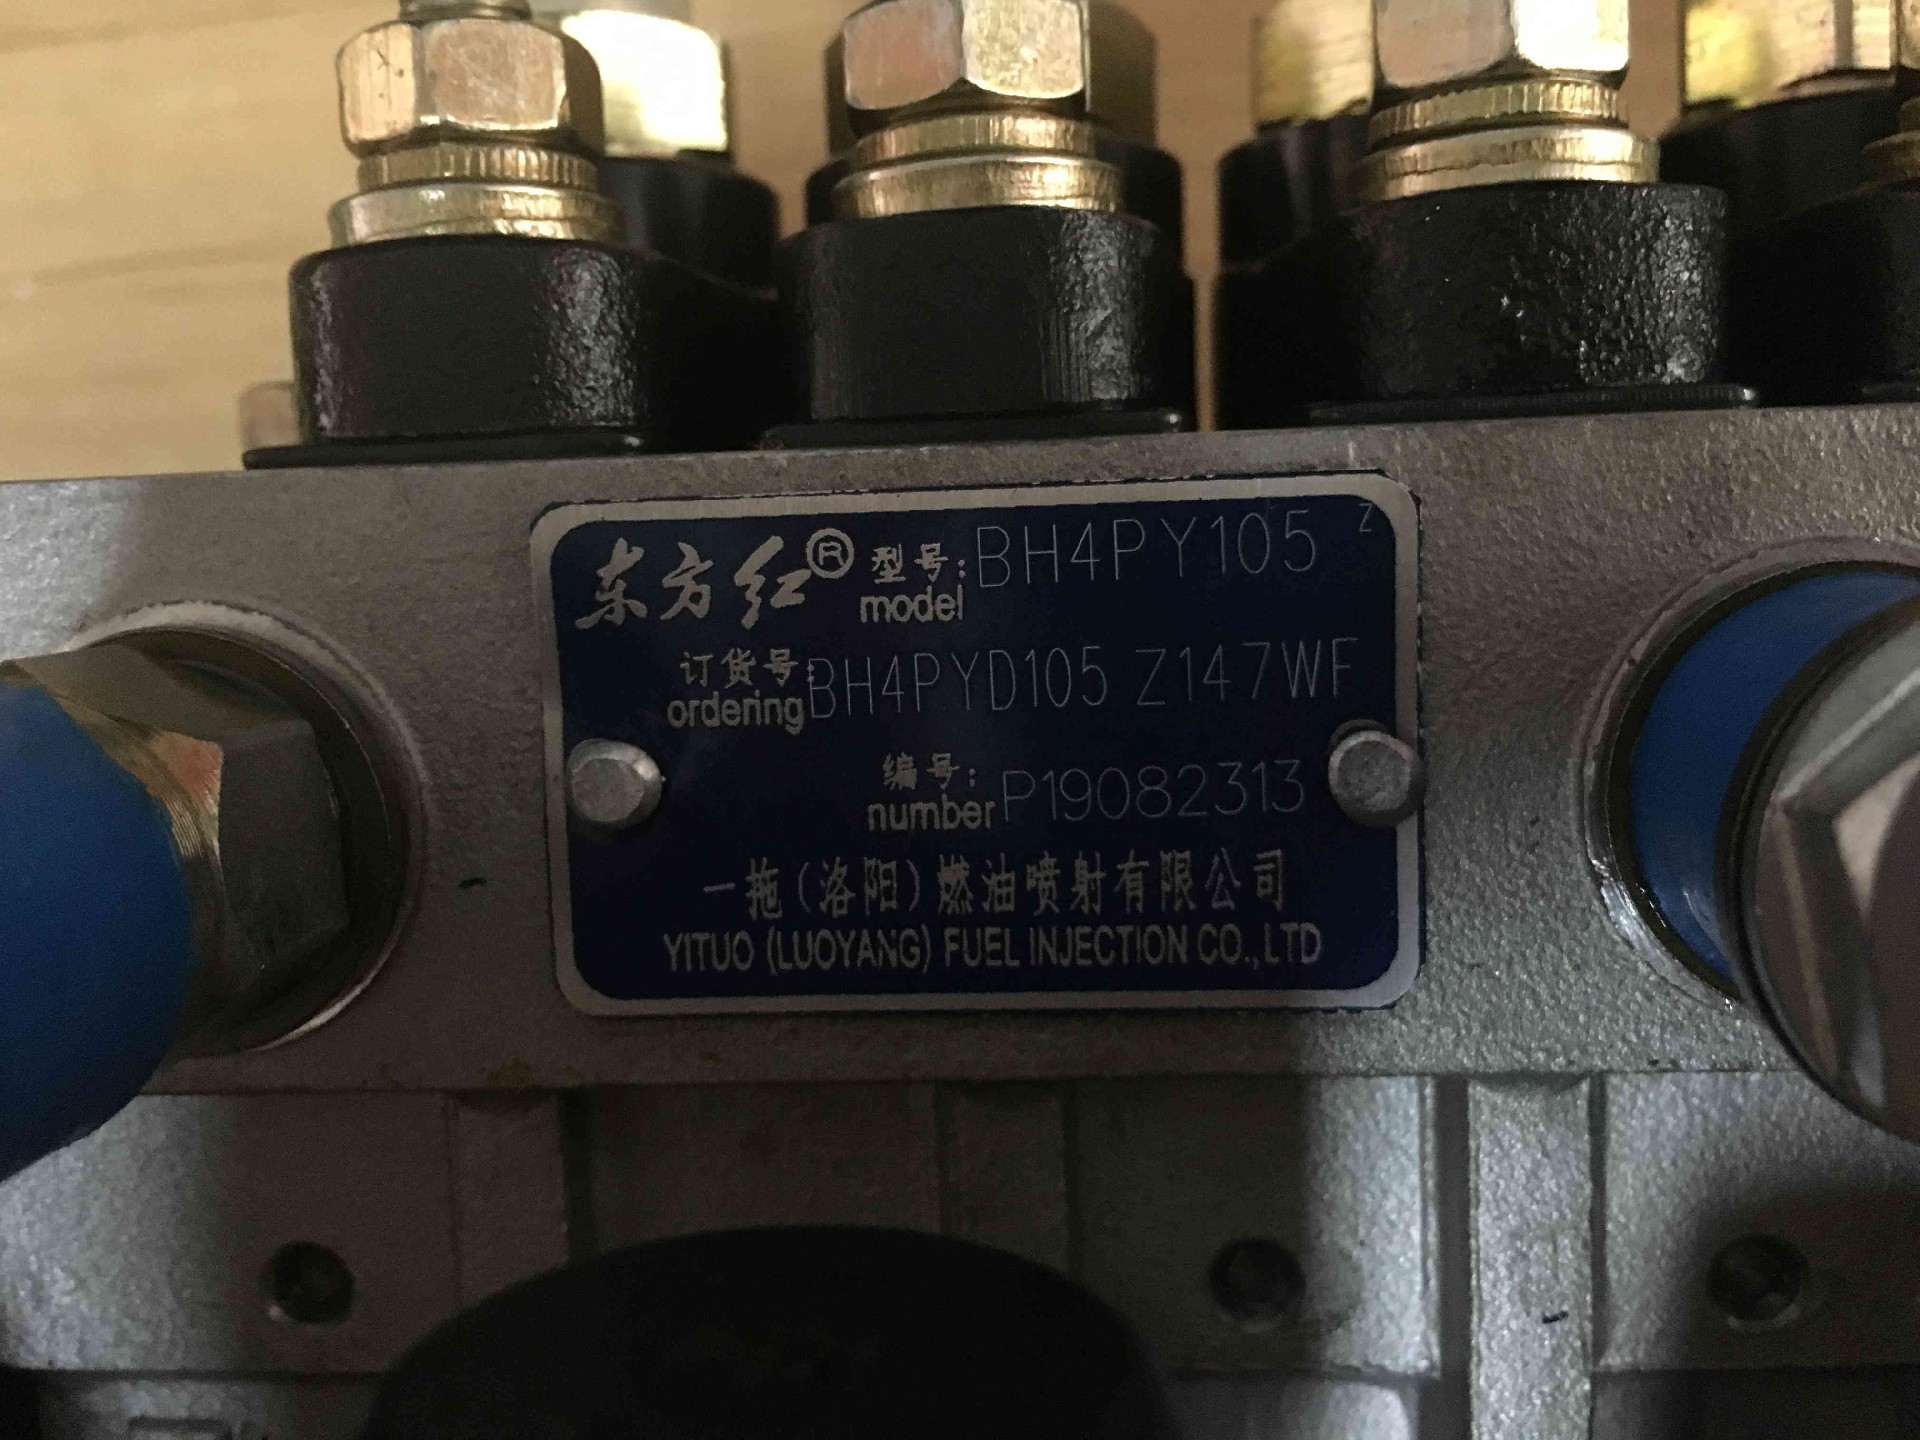 东方红® 型号: BH4PY105 Z
model
订货号: BH4PYD105 Z147WF
ordering
编号: P19082313
number
一拖(洛阳)燃油喷射有限公司
YITUO (LUOYANG) FUEL INJECTION CO.,LTD